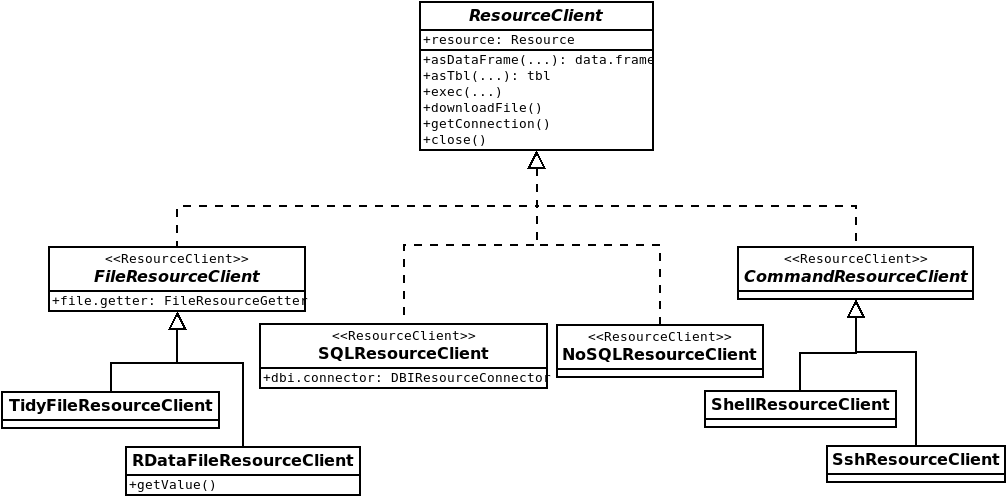 ResourceClient
+resource: Resource
+asDataFrame(...): data.frame
+asTbl(...): tbl
+exec(...)
+downloadFile()
+getConnection()
+close()
<<ResourceClient>>
FileResourceClient
+file.getter: FileResourceGetter
<<ResourceClient>>
CommandResourceClient
<<ResourceClient>>
SQLResourceClient
+dbi.connector: DBIResourceConnector
<<ResourceClient>>
NoSQLResourceClient
TidyFileResourceClient
ShellResourceClient
RDataFileResourceClient
+getValue()
SshResourceClient